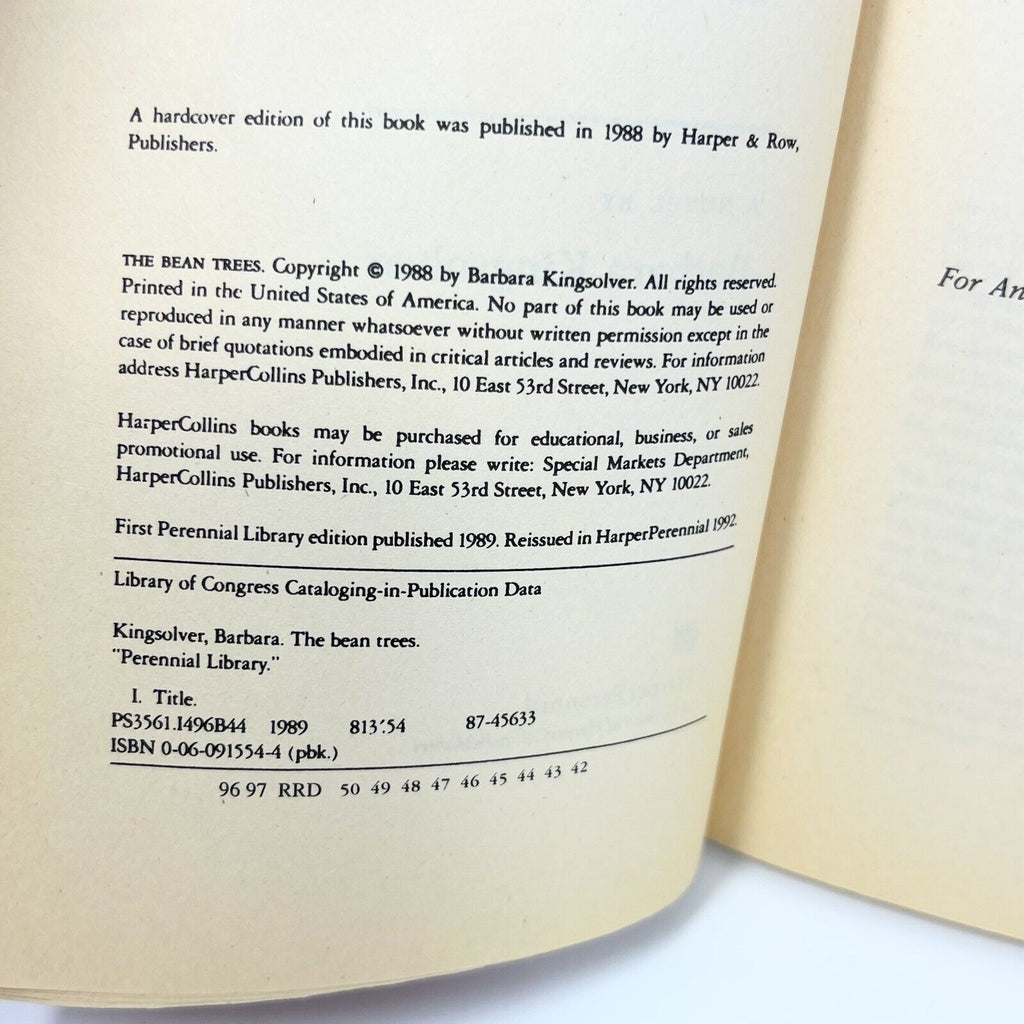 A hardcover edition of this book was published in 1988 by Harper & Row,
Publishers.
THE BEAN TREES. Copyright © 1988 by Barbara Kingsolver. All rights reserved.
Printed in the United States of America. No part of this book may be used or
reproduced in any manner whatsoever without written permission except in the
case of brief quotations embodied in critical articles and reviews. For information
address HarperCollins Publishers, Inc., 10 East 53rd Street, New York, NY 10022.
HarperCollins books may be purchased for educational, business, or sales
promotional use. For information please write: Special Markets Department,
HarperCollins Publishers, Inc., 10 East 53rd Street, New York, NY 10022.
First Perennial Library edition published 1989. Reissued in HarperPerennial 1992.
Library of Congress Cataloging-in-Publication Data
Kingsolver, Barbara. The bean trees.
"Perennial Library."
I. Title.
PS3561.I496B44 1989 813'.54 87-45633
ISBN 0-06-091554-4 (pbk.)
96 97 RRD 50 49 48 47 46 45 44 43 42
For An